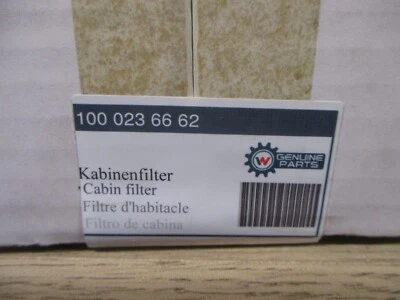 100 023 66 62
W
GENUINE
PARTS
Kabinenfilter
Cabin filter
Filtre d'habitacle
Filtro de cabina